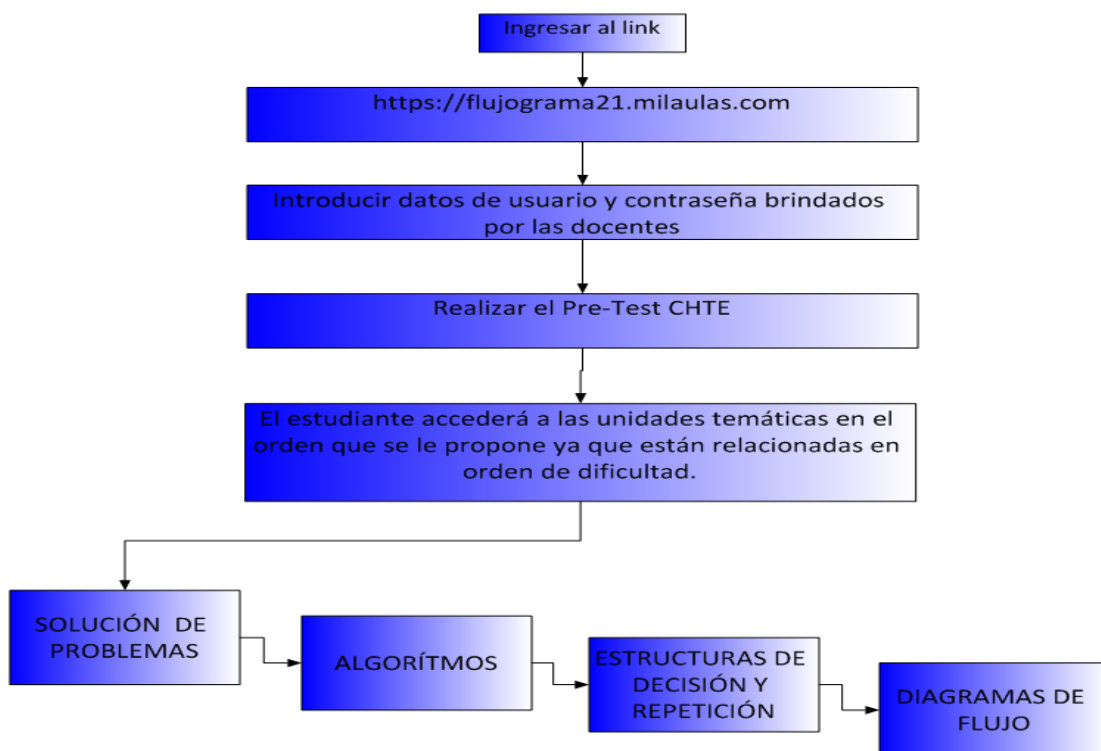 Ingresar al link
https://flujograma21.milaulas.com
Introducir datos de usuario y contraseña brindados
por las docentes
Realizar el Pre-Test CHTE
El estudiante accederá a las unidades temáticas en el
orden que se le propone ya que están relacionadas en
orden de dificultad.
SOLUCIÓN DE
PROBLEMAS
ALGORÍTMOS
ESTRUCTURAS DE
DECISIÓN Y
REPETICIÓN
DIAGRAMAS DE
FLUJO